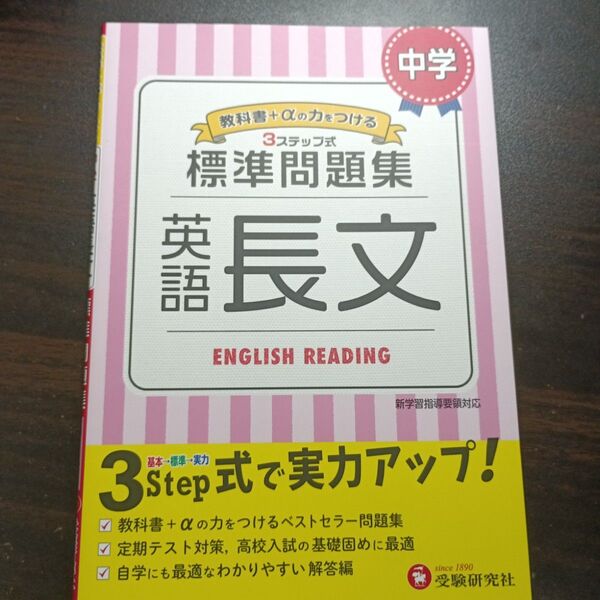 中学
教科書+αの力をつける
3ステップ式
標準問題集
英語
長文
ENGLISH READING
新学習指導要領対応
基本→標準→実力
3Step式で実力アップ!
教科書+αの力をつけるベストセラー問題集
定期テスト対策,高校入試の基礎固めに最適
自学にも最適なわかりやすい解答編
since 1890
受験研究社